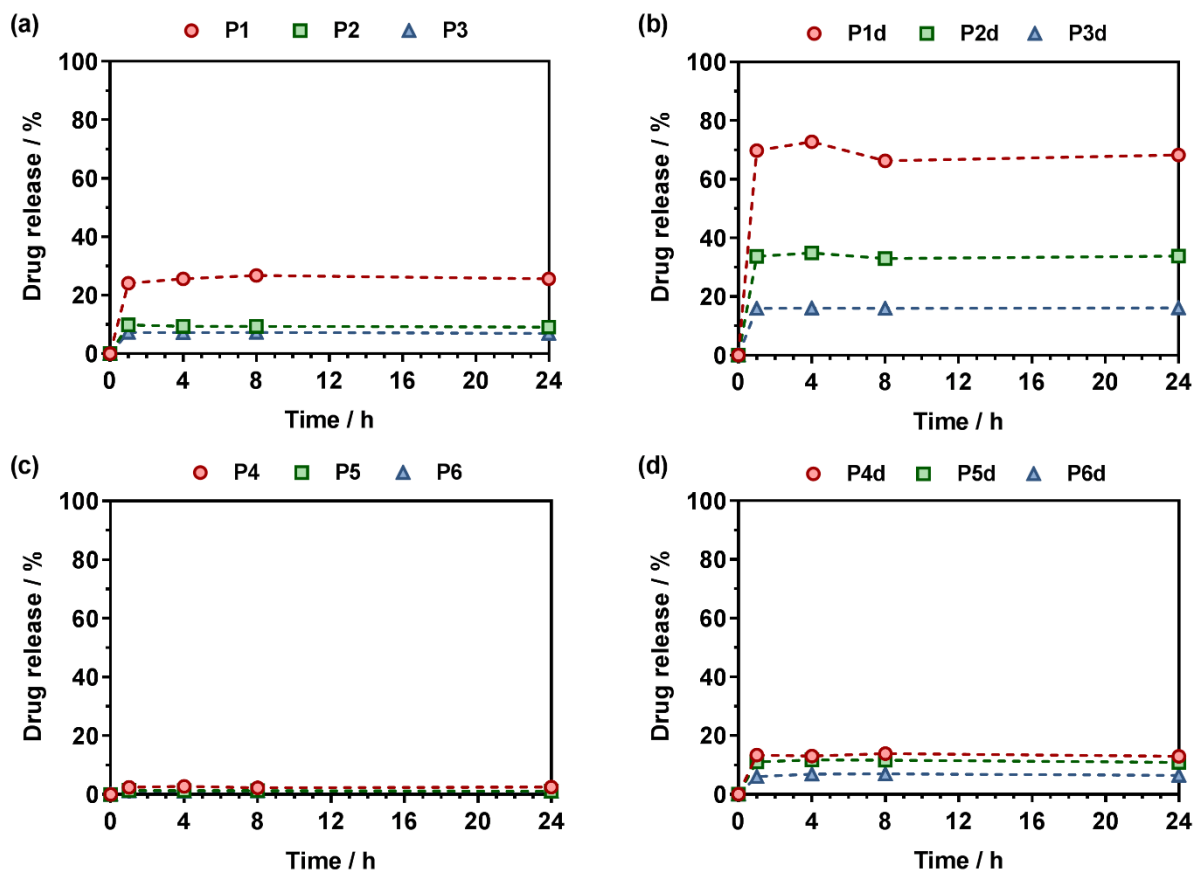 (a)
P1 P2 P3
100
80
60
40
20
0
Drug release / %
0 4 8 12 16 20 24
Time / h
(b)
P1d P2d P3d
100
80
60
40
20
0
Drug release / %
0 4 8 12 16 20 24
Time / h
(c)
P4 P5 P6
100
80
60
40
20
0
Drug release / %
0 4 8 12 16 20 24
Time / h
(d)
P4d P5d P6d
100
80
60
40
20
0
Drug release / %
0 4 8 12 16 20 24
Time / h